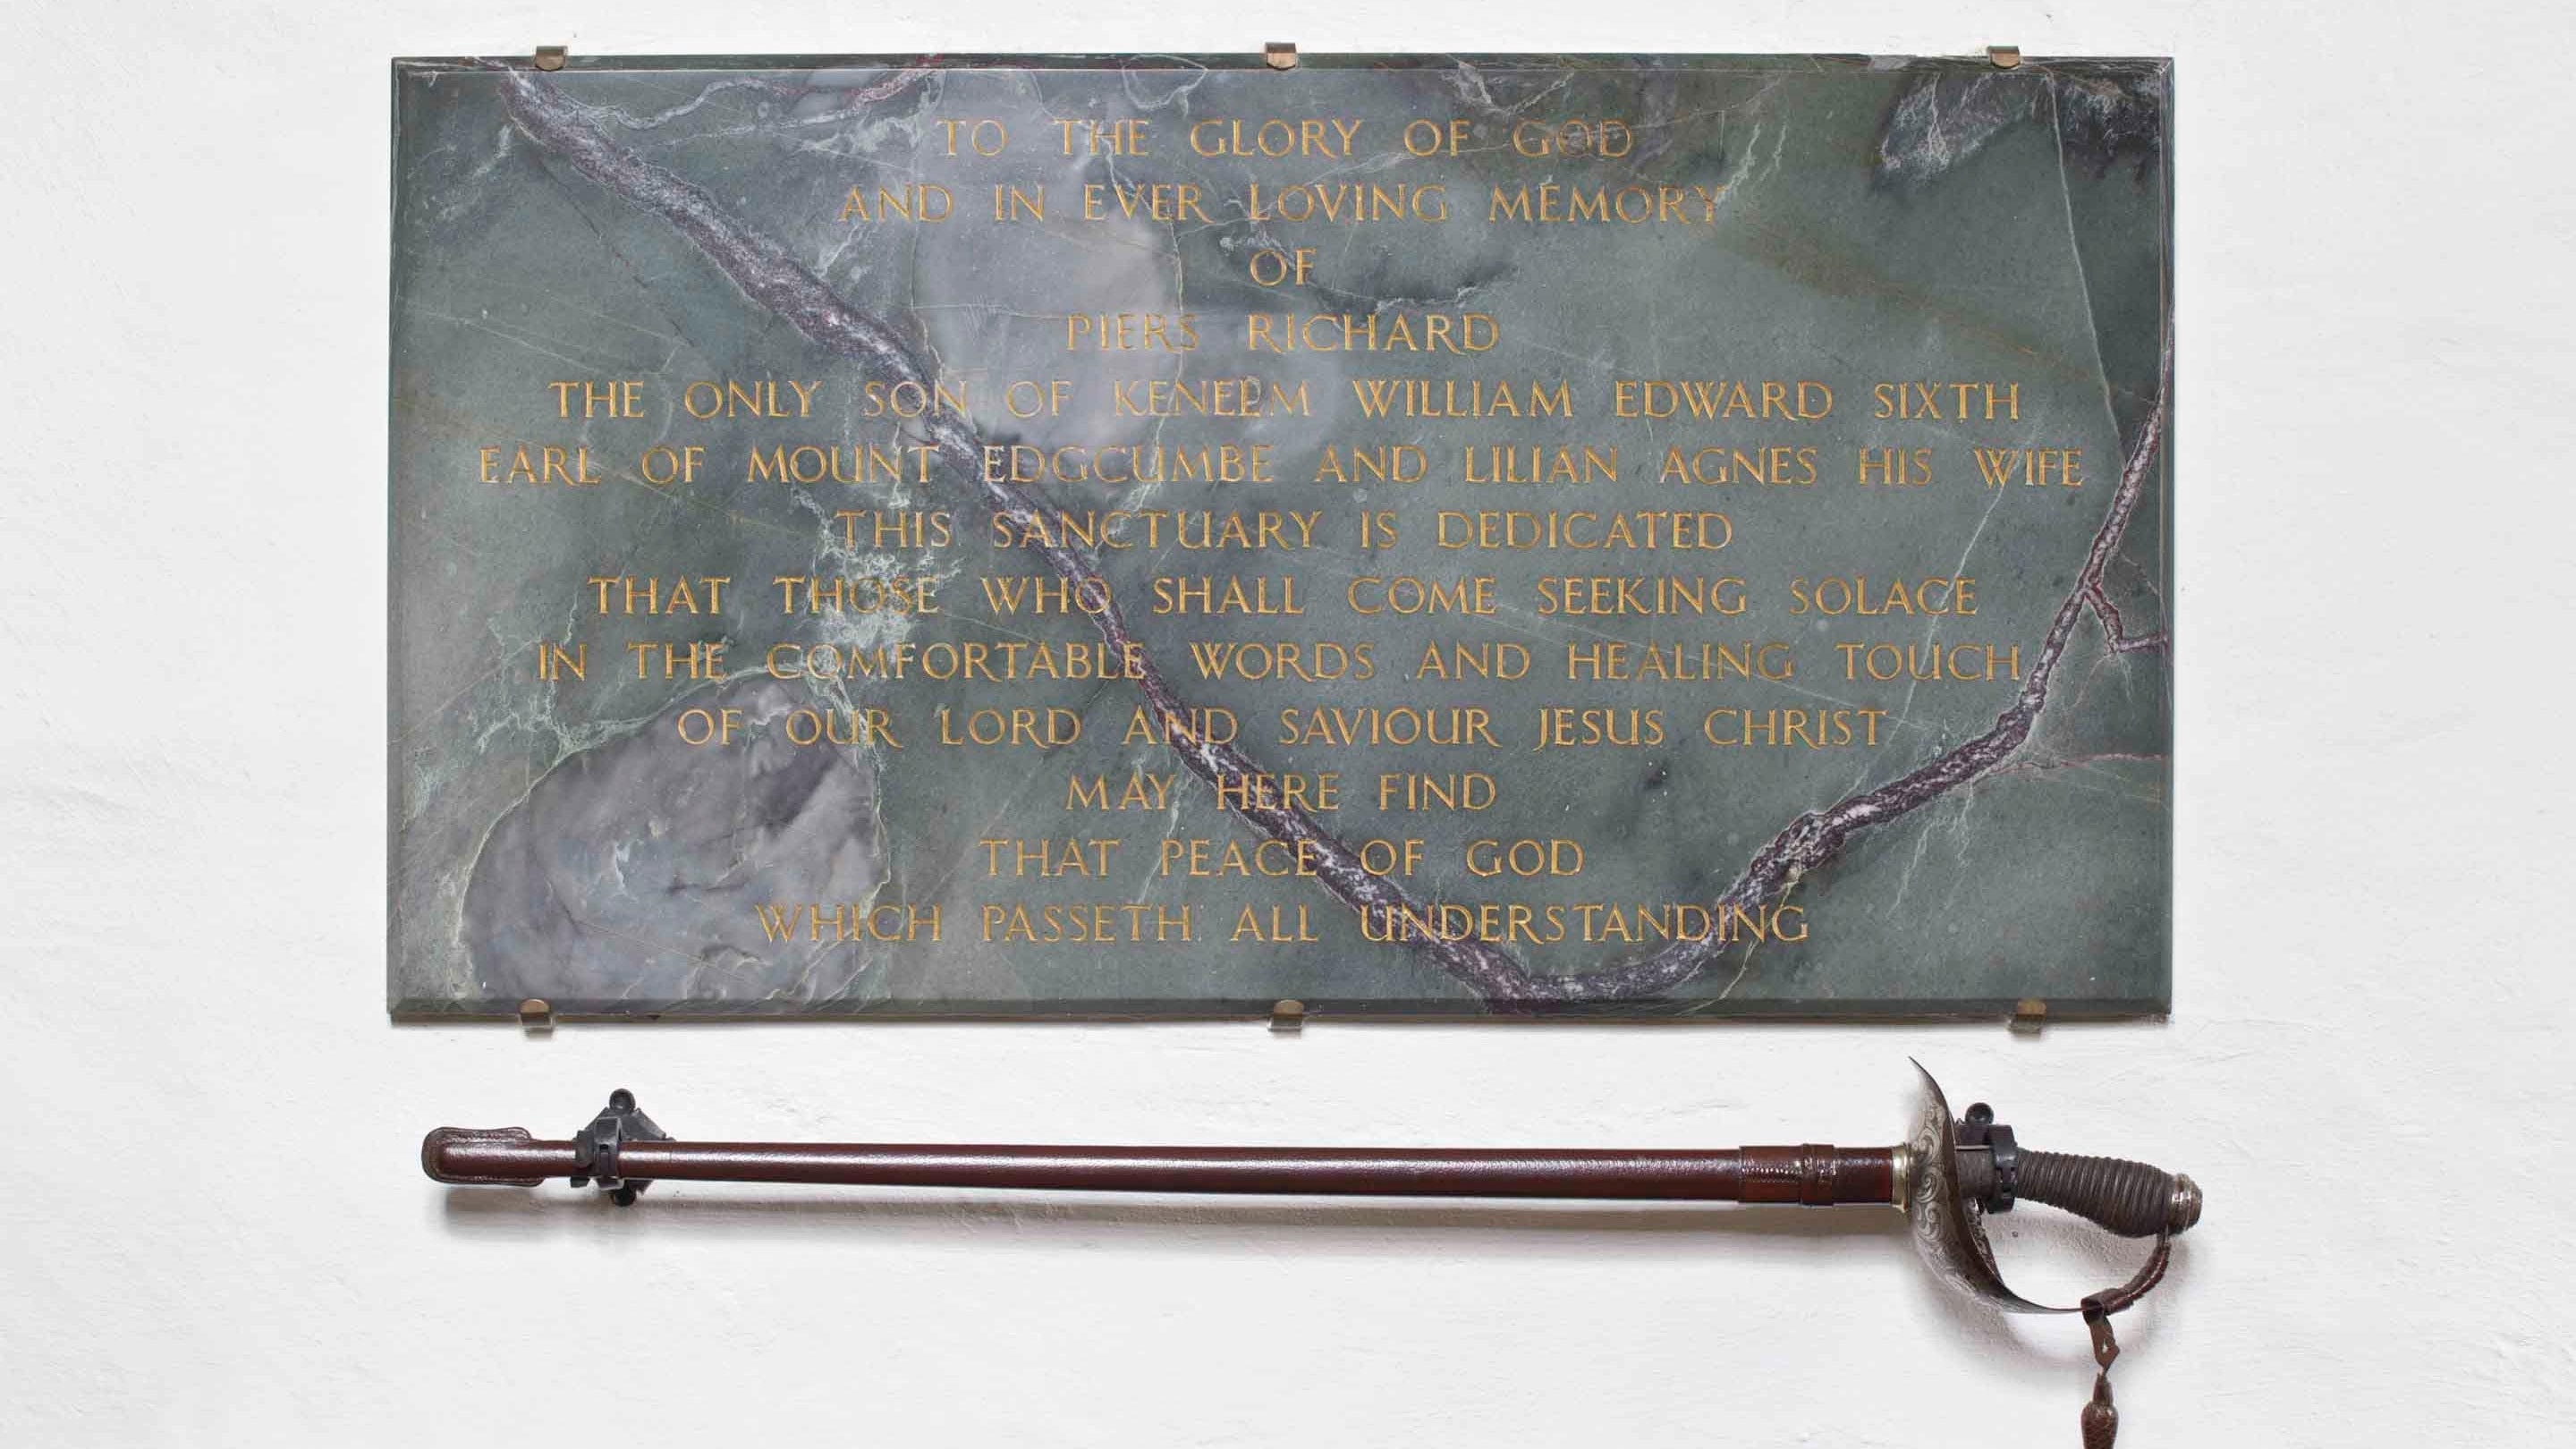 TO THE GLORY OF GOD
AND IN EVER LOVING MEMORY
OF
PIERS RICHARD
THE ONLY SON OF KENELM WILLIAM EDWARD SIXTH
EARL OF MOUNT EDGCUMBE AND LILIAN AGNES HIS WIFE
THIS SANCTUARY IS DEDICATED
THAT THOSE WHO SHALL COME SEEKING SOLACE
IN THE COMFORTABLE WORDS AND HEALING TOUCH
OF OUR LORD AND SAVIOUR JESUS CHRIST
MAY HERE FIND
THAT PEACE OF GOD
WHICH PASSETH ALL UNDERSTANDING